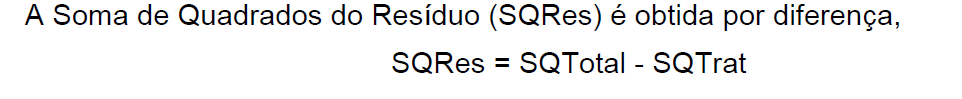 A Soma de Quadrados do Resíduo (SQRes) é obtida por diferença,
SQRes = SQTotal - SQTrat